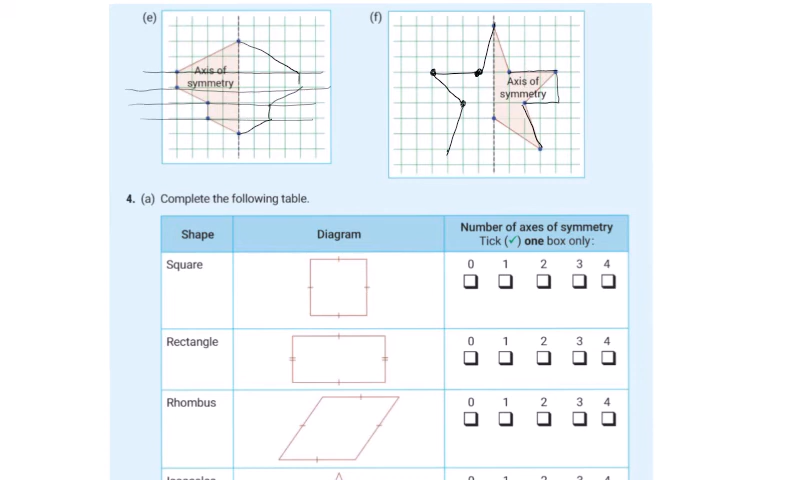 (e)
(f)
Axis of
symmetry
Axis of
symmetry
4. (a) Complete the following table.
Shape
Diagram
Number of axes of symmetry
Tick (✓) one box only:
Square
0 1 2 3 4
Rectangle
0 1 2 3 4
Rhombus
0 1 2 3 4